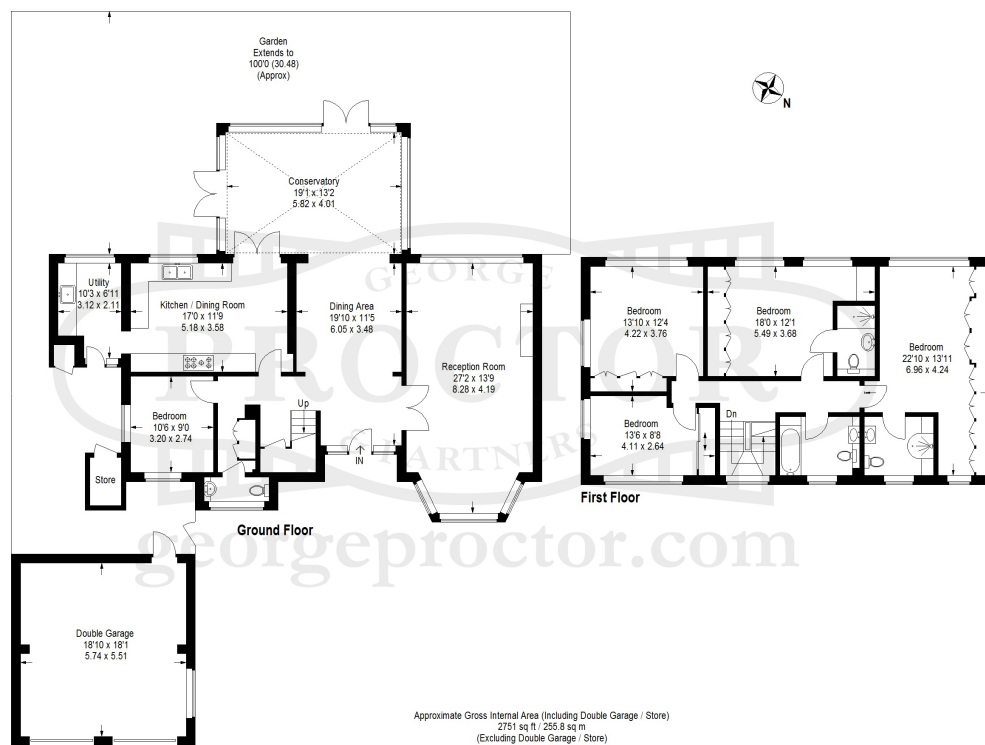 Garden
Extends to
100'0 (30.48)
(Approx)
N
Conservatory
19'1 x 13'2
5.82 x 4.01
Utility
10'3 x 6'11
3.12 x 2.11
Kitchen / Dining Room
17'0 x 11'9
5.18 x 3.58
Dining Area
19'10 x 11'5
6.05 x 3.48
Reception Room
27'2 x 13'9
8.28 x 4.19
Bedroom
10'6 x 9'0
3.20 x 2.74
Up
IN
Store
Ground Floor
Bedroom
13'10 x 12'4
4.22 x 3.76
Bedroom
18'0 x 12'1
5.49 x 3.68
Bedroom
22'10 x 13'11
6.96 x 4.24
Bedroom
13'6 x 8'8
4.11 x 2.64
Dn
First Floor
Double Garage
18'10 x 18'1
5.74 x 5.51
GEORGE
PROCTOR
& PARTNERS
georgeproctor.com
Approximate Gross Internal Area (Including Double Garage / Store)
2751 sq ft / 255.8 sq m
(Excluding Double Garage / Store)